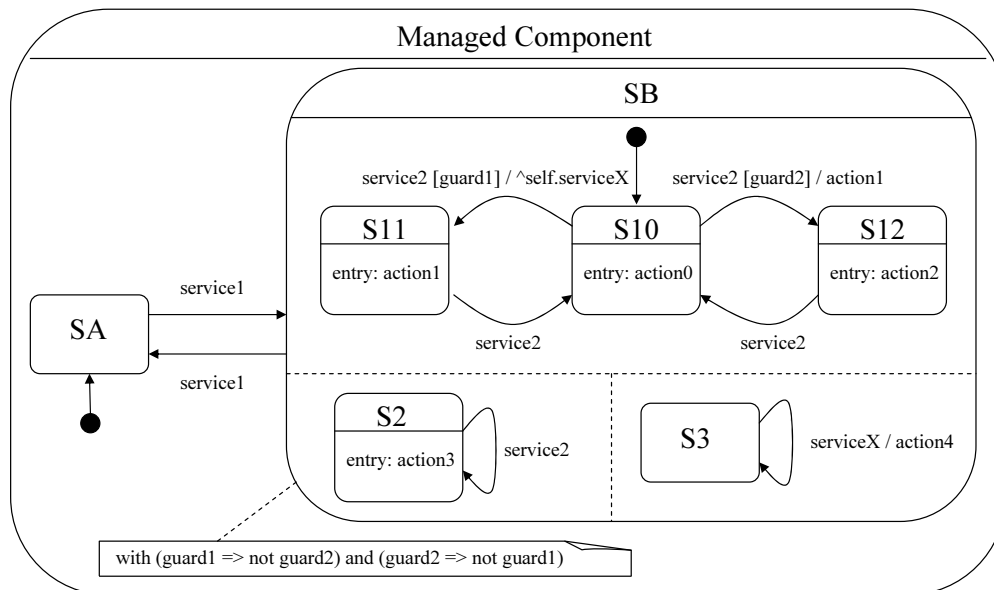 Managed Component
SB
service2 [guard1] / ^self.serviceX
service2 [guard2] / action1
S11
entry: action1
S10
entry: action0
S12
entry: action2
service1
SA
service2
service2
service1
S2
entry: action3
service2
S3
serviceX / action4
with (guard1 => not guard2) and (guard2 => not guard1)